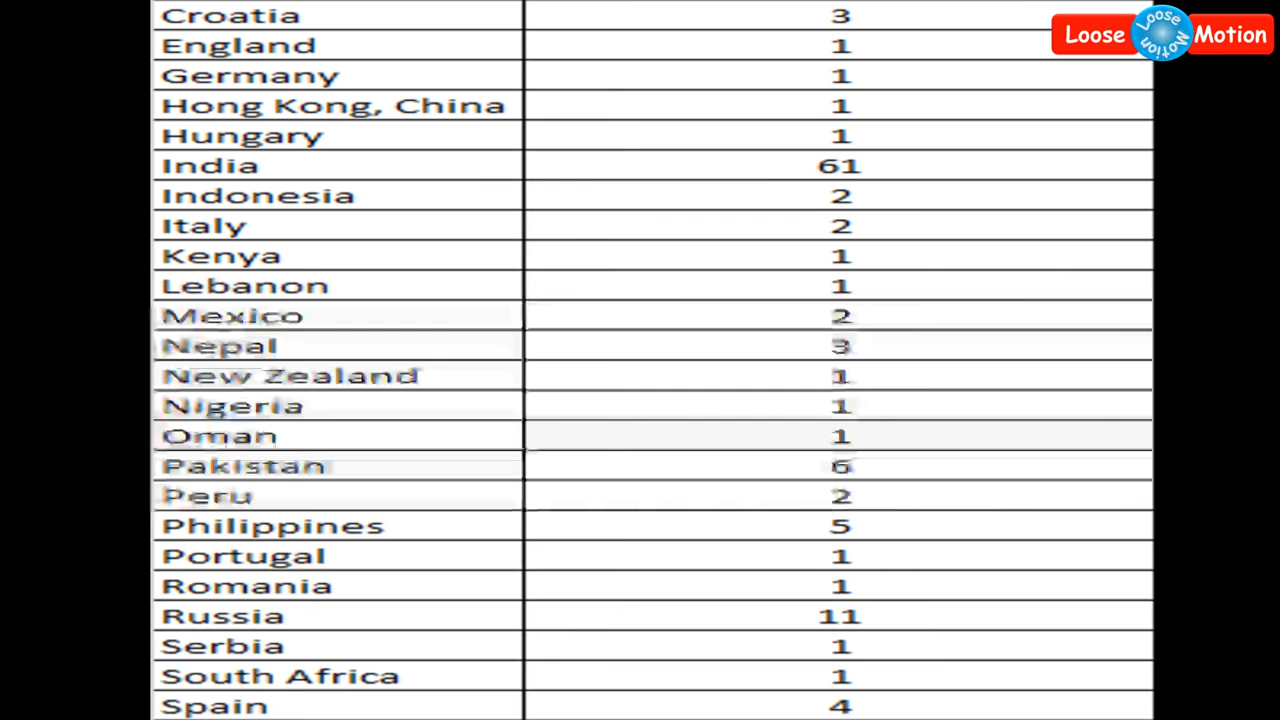 Croatia 3
England 1
Germany 1
Hong Kong, China 1
Hungary 1
India 61
Indonesia 2
Italy 2
Kenya 1
Lebanon 1
Mexico 2
Nepal 3
New Zealand 1
Nigeria 1
Oman 1
Pakistan 6
Peru 2
Philippines 5
Portugal 1
Romania 1
Russia 11
Serbia 1
South Africa 1
Spain 4
Loose Loose Motion Motion